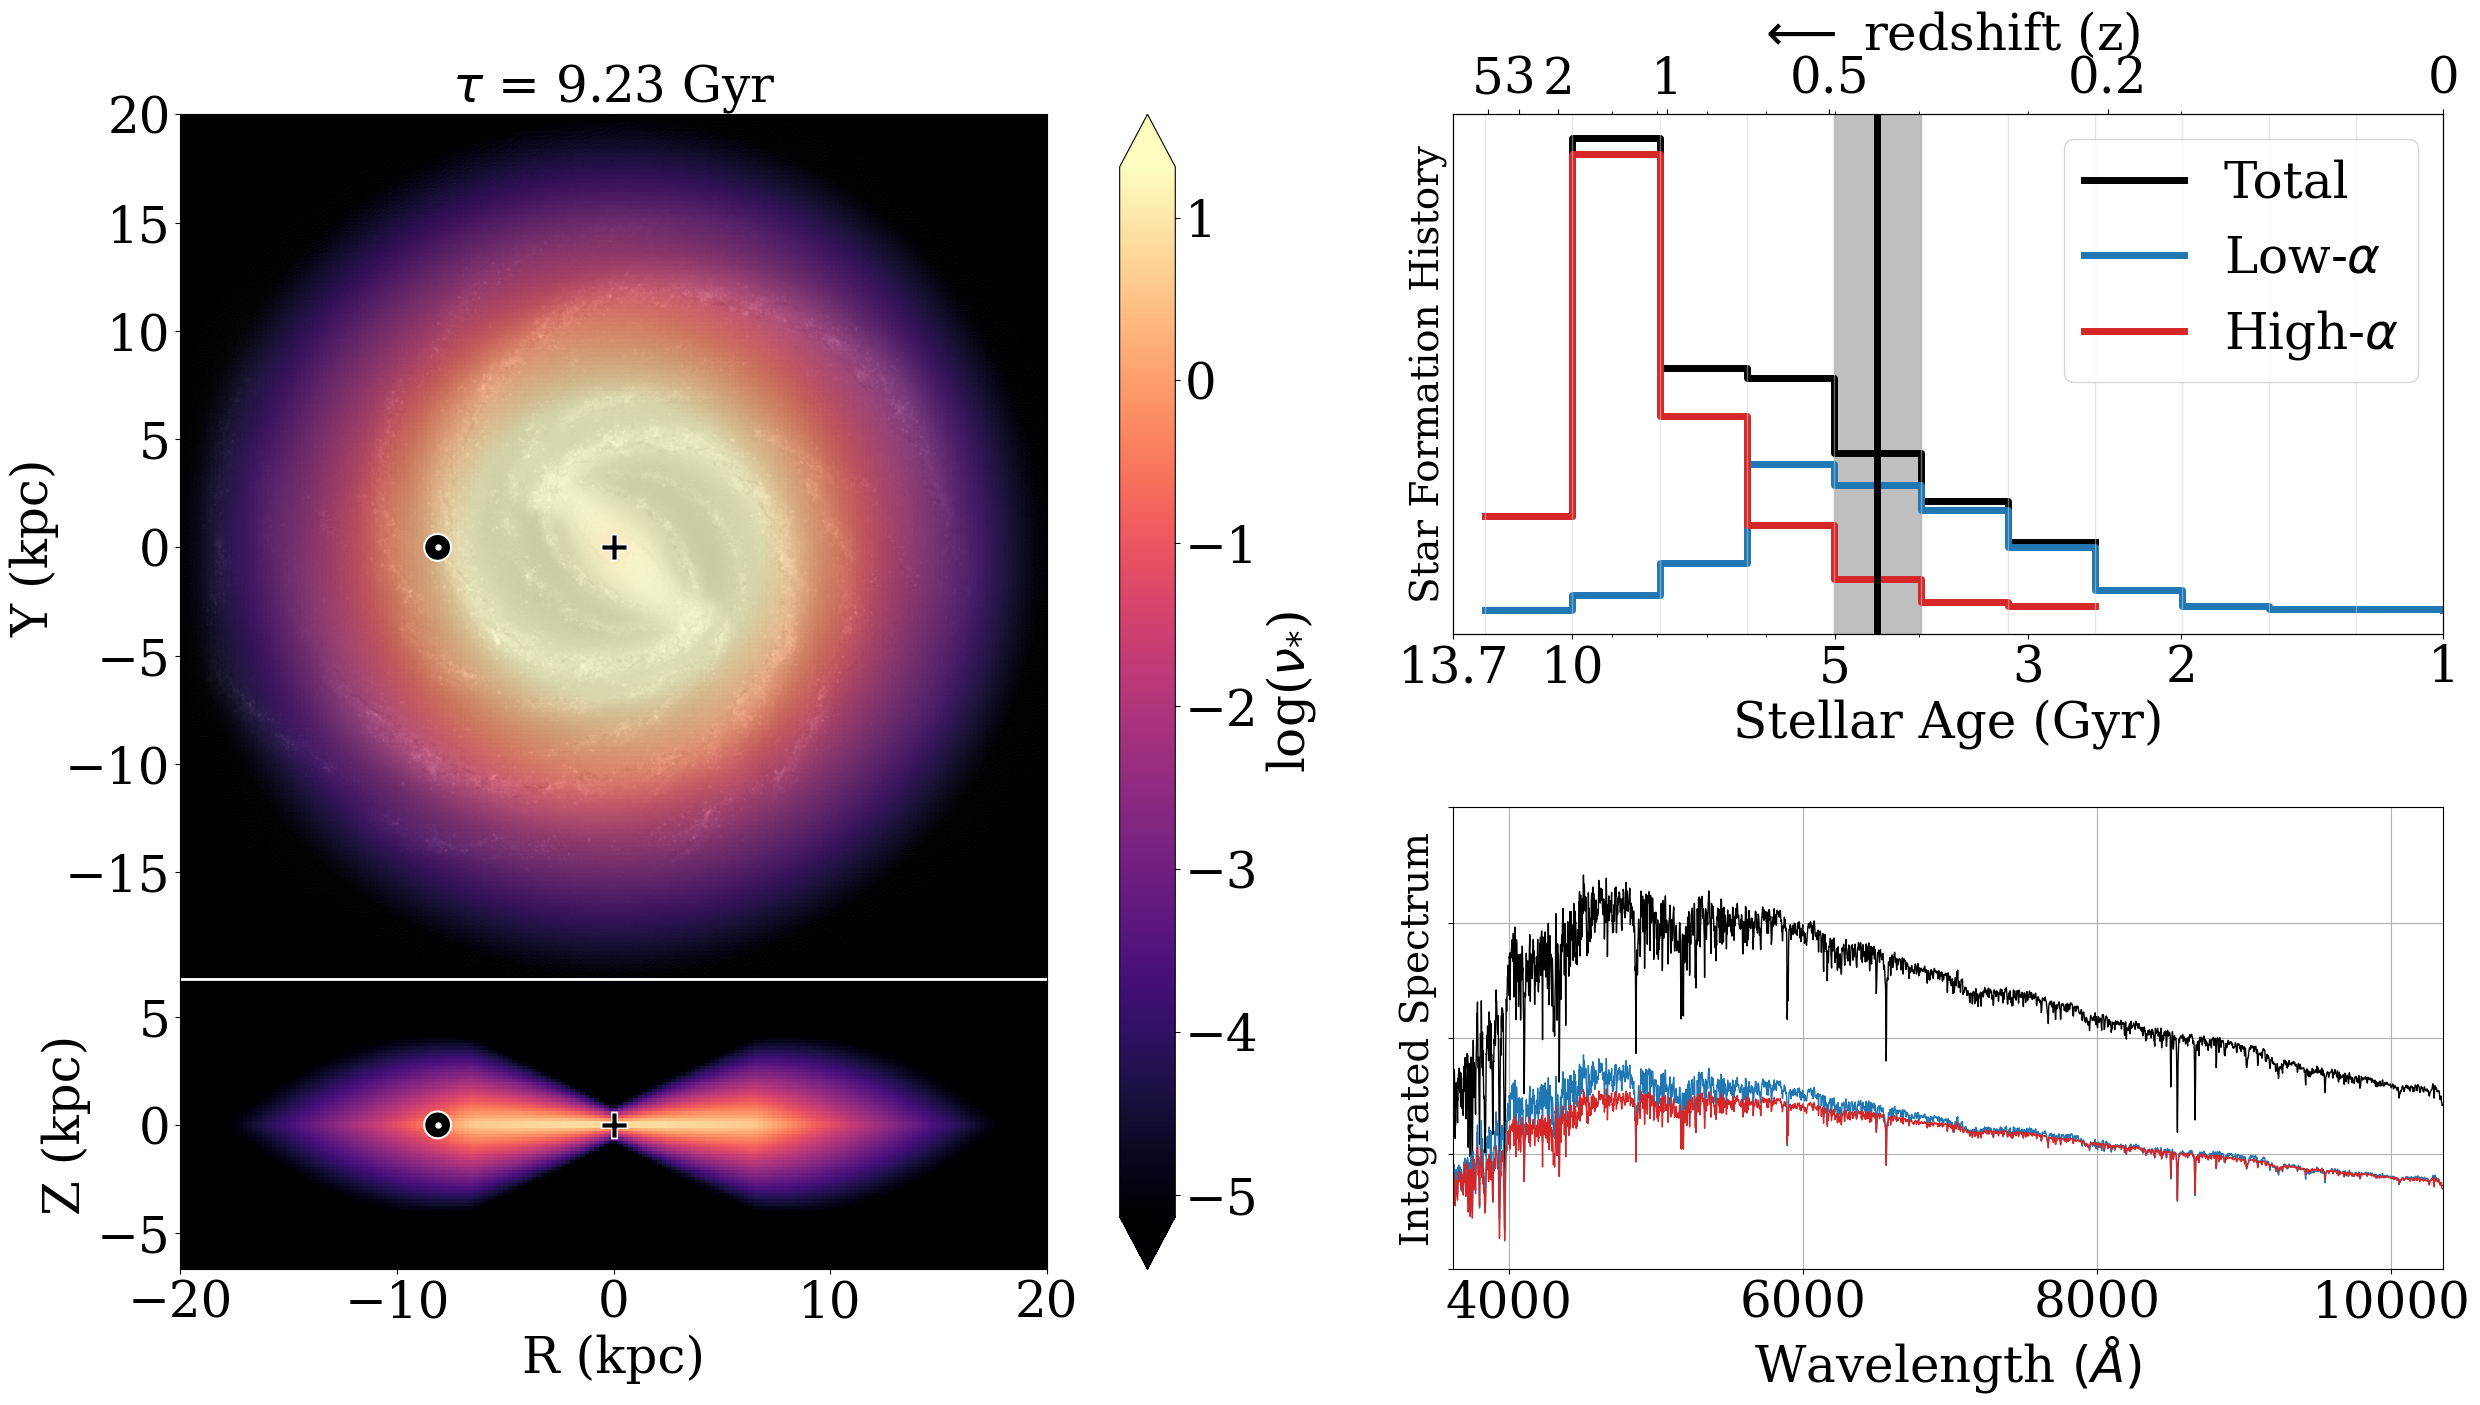 τ = 9.23 Gyr
20
15
10
5
0
−5
−10
−15
Y (kpc)
5
0
−5
Z (kpc)
−20 −10 0 10 20
R (kpc)
1
0
−1
−2
−3
−4
−5
log(ν*)
⟵ redshift (z)
5 3 2 1 0.5 0.2 0
Star Formation History
Total
Low-α
High-α
13.7 10 5 3 2 1
Stellar Age (Gyr)
Integrated Spectrum
4000 6000 8000 10000
Wavelength (Å)